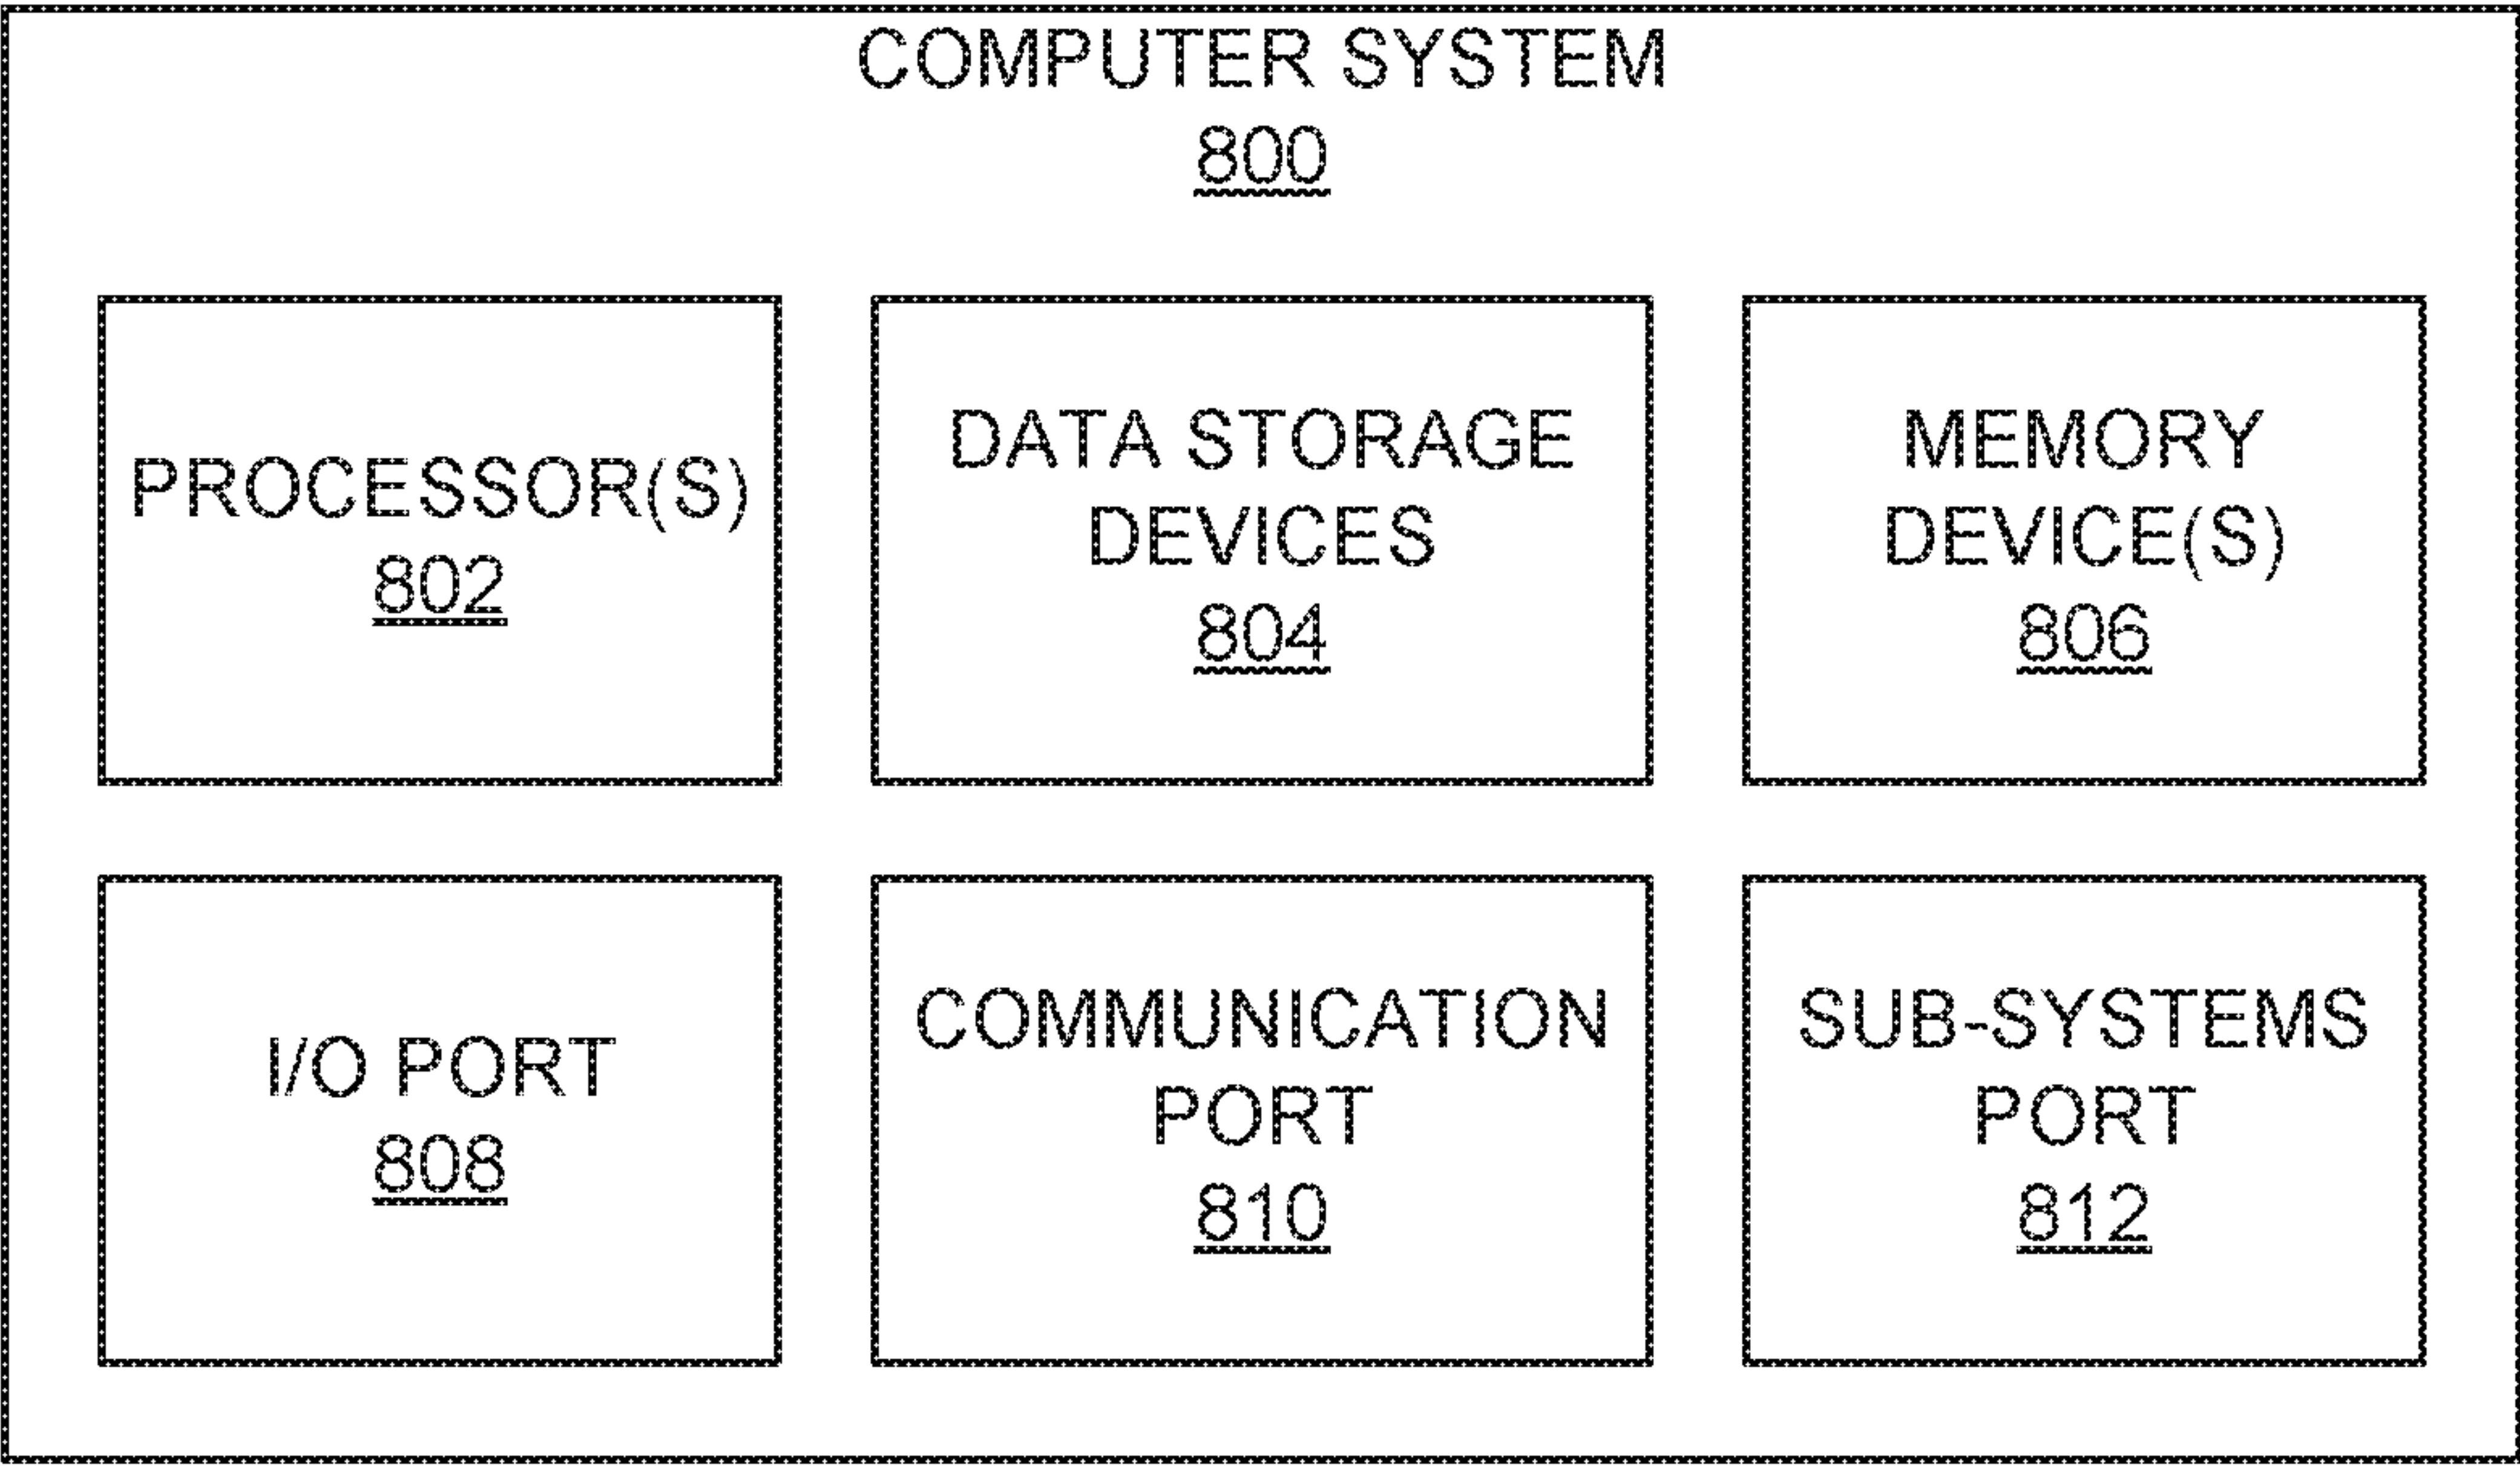 COMPUTER SYSTEM
800
PROCESSOR(S)
802
DATA STORAGE
DEVICES
804
MEMORY
DEVICE(S)
806
I/O PORT
808
COMMUNICATION
PORT
810
SUB-SYSTEMS
PORT
812